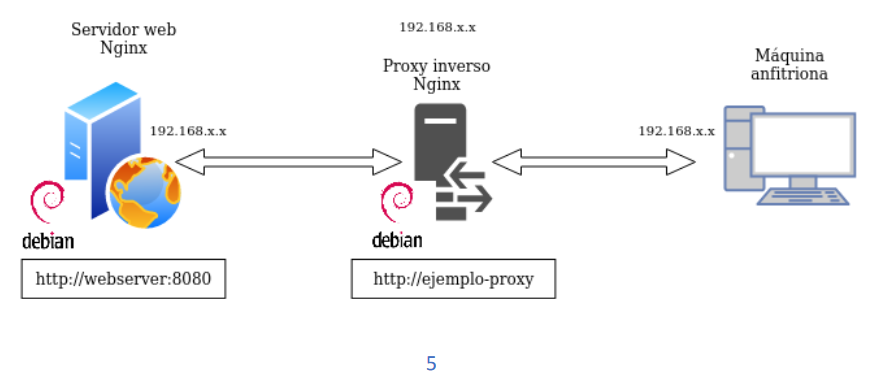 Servidor web
Nginx
192.168.x.x
Proxy inverso
Nginx
Máquina
anfitriona
192.168.x.x
192.168.x.x
debian
debian
http://webserver:8080
http://ejemplo-proxy
5